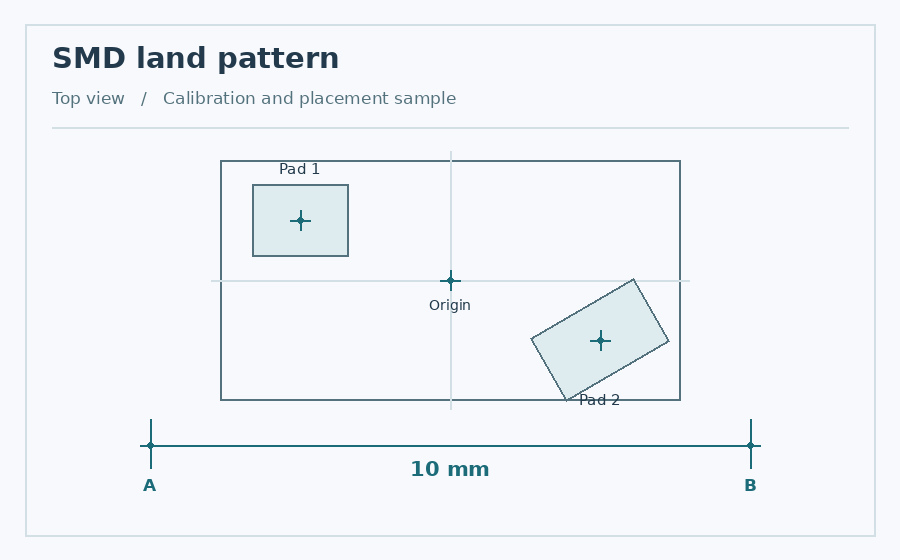 SMD land pattern
Top view / Calibration and placement sample
Pad 1
Origin
Pad 2
10 mm
A
B